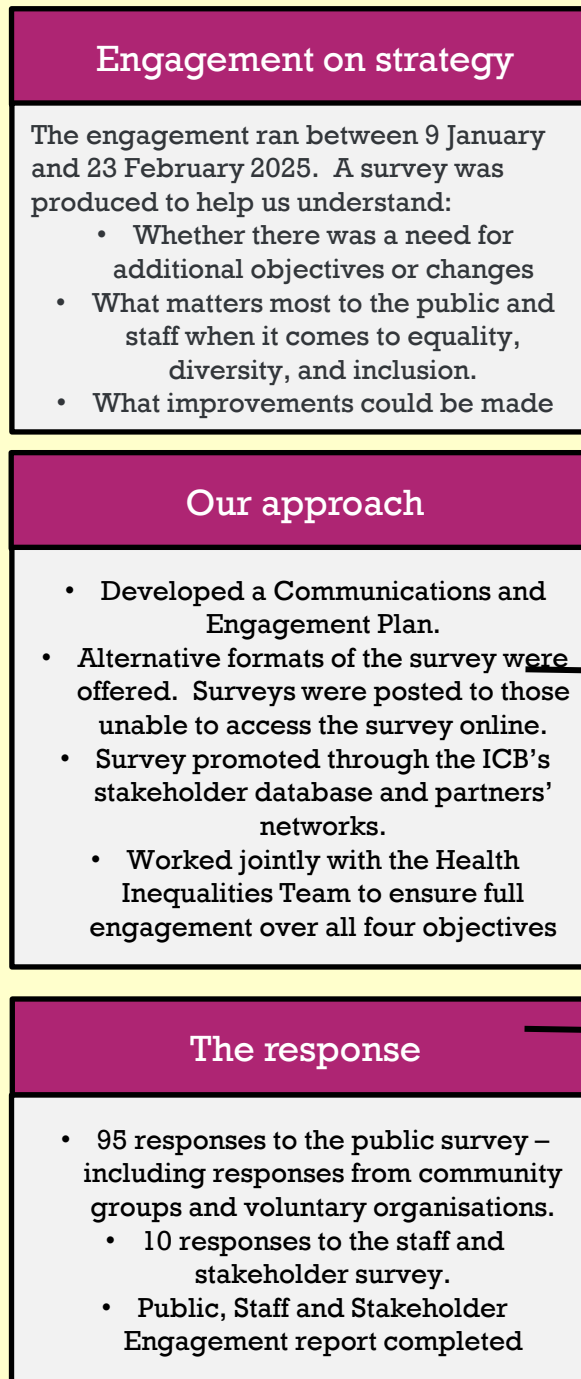 Engagement on strategy
The engagement ran between 9 January
and 23 February 2025.  A survey was
produced to help us understand:
• Whether there was a need for
additional objectives or changes
• What matters most to the public and
staff when it comes to equality,
diversity, and inclusion.
• What improvements could be made
Our approach
• Developed a Communications and
Engagement Plan.
• Alternative formats of the survey were
offered.  Surveys were posted to those
unable to access the survey online.
• Survey promoted through the ICB’s
stakeholder database and partners’
networks.
• Worked jointly with the Health
Inequalities Team to ensure full
engagement over all four objectives
The response
• 95 responses to the public survey –
including responses from community
groups and voluntary organisations.
• 10 responses to the staff and
stakeholder survey.
• Public, Staff and Stakeholder
Engagement report completed